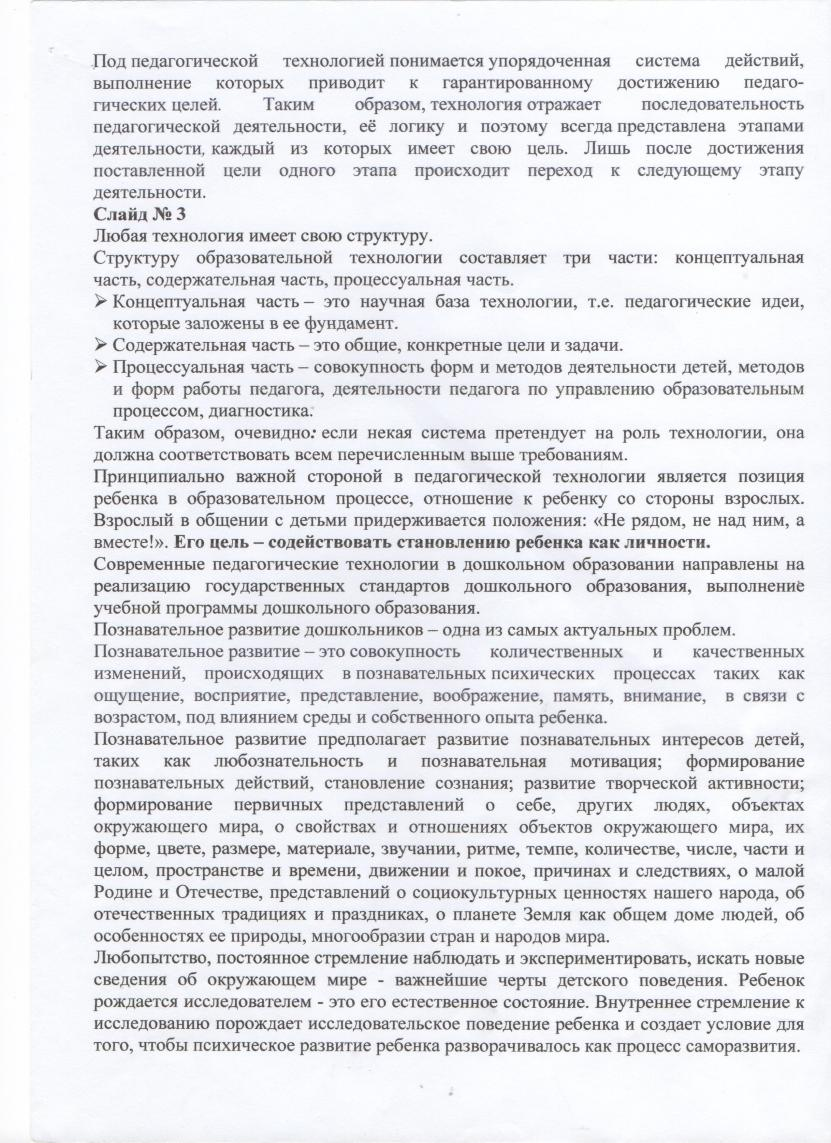 Под педагогической технологией понимается упорядоченная система действий,
выполнение которых приводит к гарантированному достижению педаго-
гических целей. Таким образом, технология отражает последовательность
педагогической деятельности, её логику и поэтому всегда представлена этапами
деятельности, каждый из которых имеет свою цель. Лишь после достижения
поставленной цели одного этапа происходит переход к следующему этапу
деятельности.
Слайд № 3
Любая технология имеет свою структуру.
Структуру образовательной технологии составляет три части: концептуальная
часть, содержательная часть, процессуальная часть.
➢ Концептуальная часть – это научная база технологии, т.е. педагогические идеи,
которые заложены в ее фундамент.
➢ Содержательная часть – это общие, конкретные цели и задачи.
➢ Процессуальная часть – совокупность форм и методов деятельности детей, методов
и форм работы педагога, деятельности педагога по управлению образовательным
процессом, диагностика.
Таким образом, очевидно: если некая система претендует на роль технологии, она
должна соответствовать всем перечисленным выше требованиям.
Принципиально важной стороной в педагогической технологии является позиция
ребенка в образовательном процессе, отношение к ребенку со стороны взрослых.
Взрослый в общении с детьми придерживается положения: «Не рядом, не над ним, а
вместе!». Его цель – содействовать становлению ребенка как личности.
Современные педагогические технологии в дошкольном образовании направлены на
реализацию государственных стандартов дошкольного образования, выполнение
учебной программы дошкольного образования.
Познавательное развитие дошкольников – одна из самых актуальных проблем.
Познавательное развитие – это совокупность количественных и качественных
изменений, происходящих в познавательных психических процессах таких как
ощущение, восприятие, представление, воображение, память, внимание, в связи с
возрастом, под влиянием среды и собственного опыта ребенка.
Познавательное развитие предполагает развитие познавательных интересов детей,
таких как любознательность и познавательная мотивация; формирование
познавательных действий, становление сознания; развитие творческой активности;
формирование первичных представлений о себе, других людях, объектах
окружающего мира, о свойствах и отношениях объектов окружающего мира, их
форме, цвете, размере, материале, звучании, ритме, темпе, количестве, числе, части и
целом, пространстве и времени, движении и покое, причинах и следствиях, о малой
Родине и Отечестве, представлений о социокультурных ценностях нашего народа, об
отечественных традициях и праздниках, о планете Земля как общем доме людей, об
особенностях ее природы, многообразии стран и народов мира.
Любопытство, постоянное стремление наблюдать и экспериментировать, искать новые
сведения об окружающем мире - важнейшие черты детского поведения. Ребенок
рождается исследователем - это его естественное состояние. Внутреннее стремление к
исследованию порождает исследовательское поведение ребенка и создает условие для
того, чтобы психическое развитие ребенка разворачивалось как процесс саморазвития.